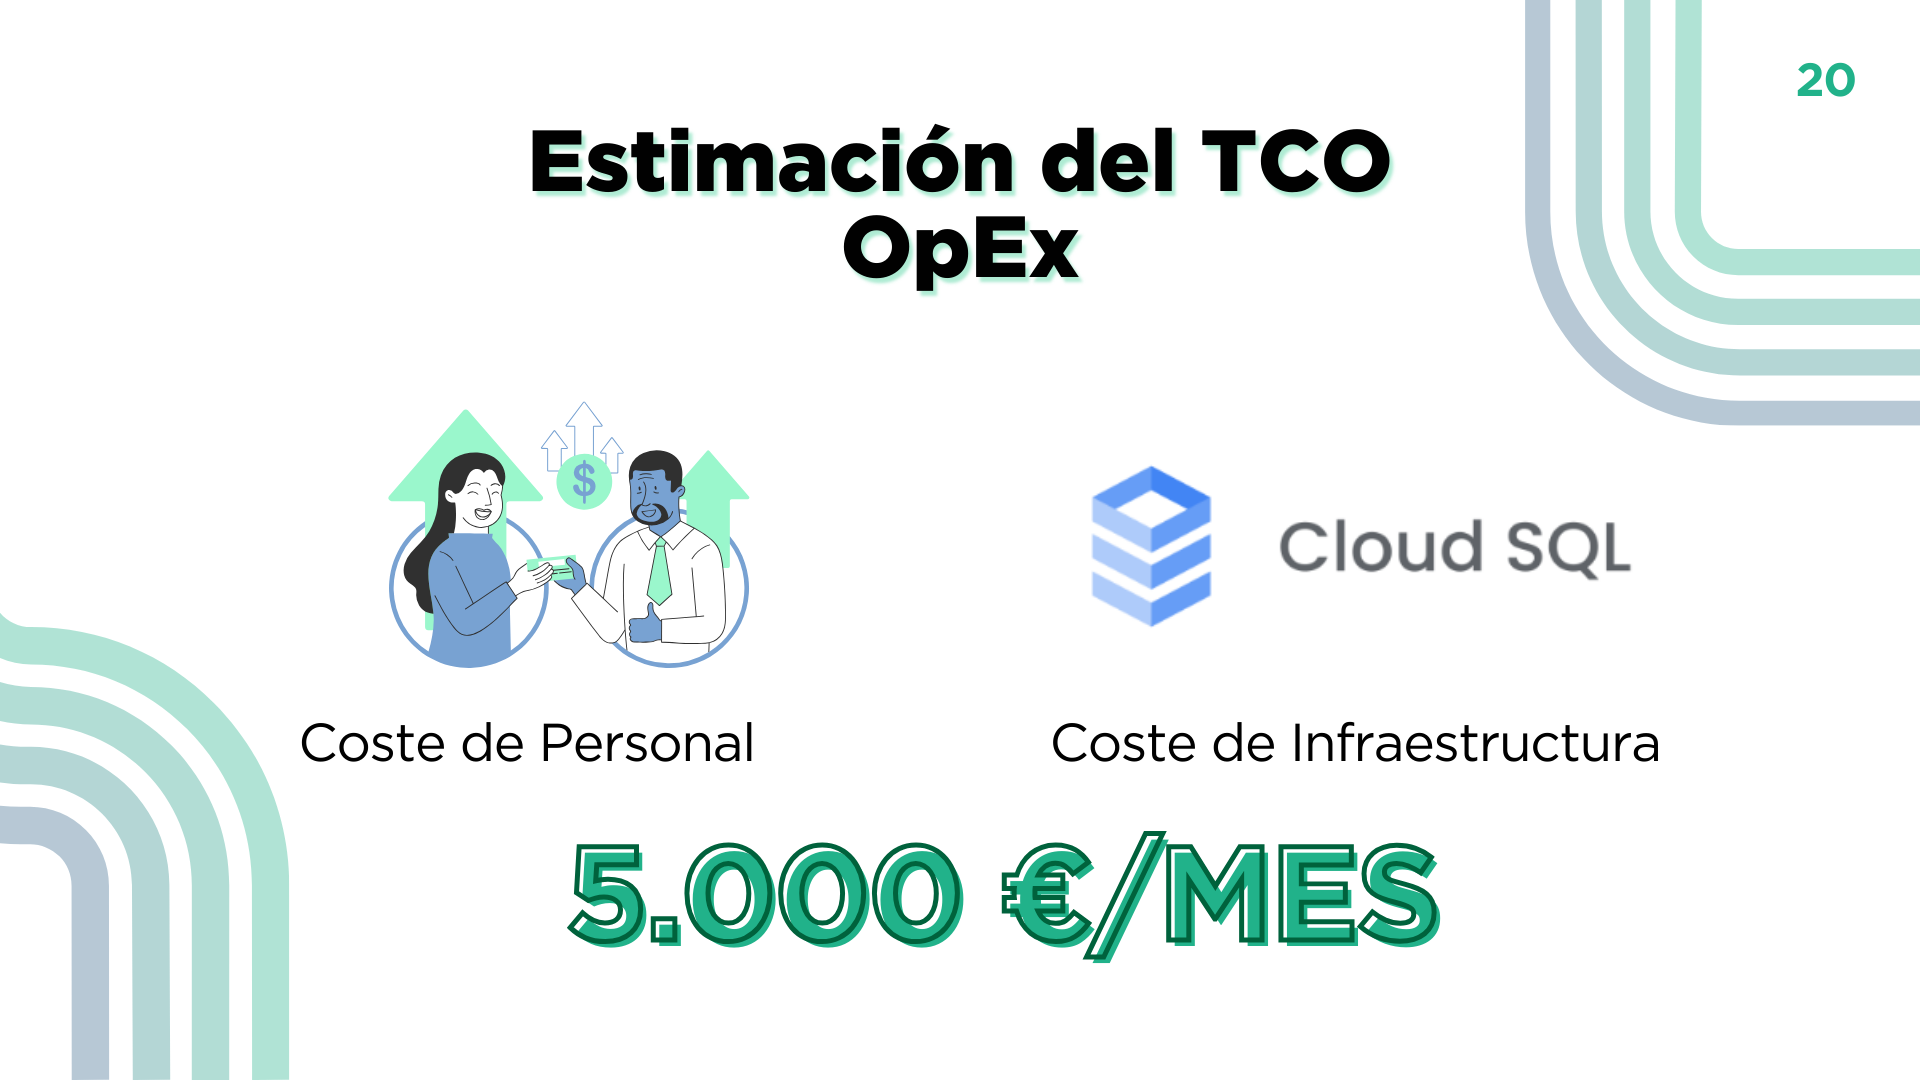 20
Estimación del TCO
OpEx
$
Cloud SQL
Coste de Personal
Coste de Infraestructura
5.000 €/MES